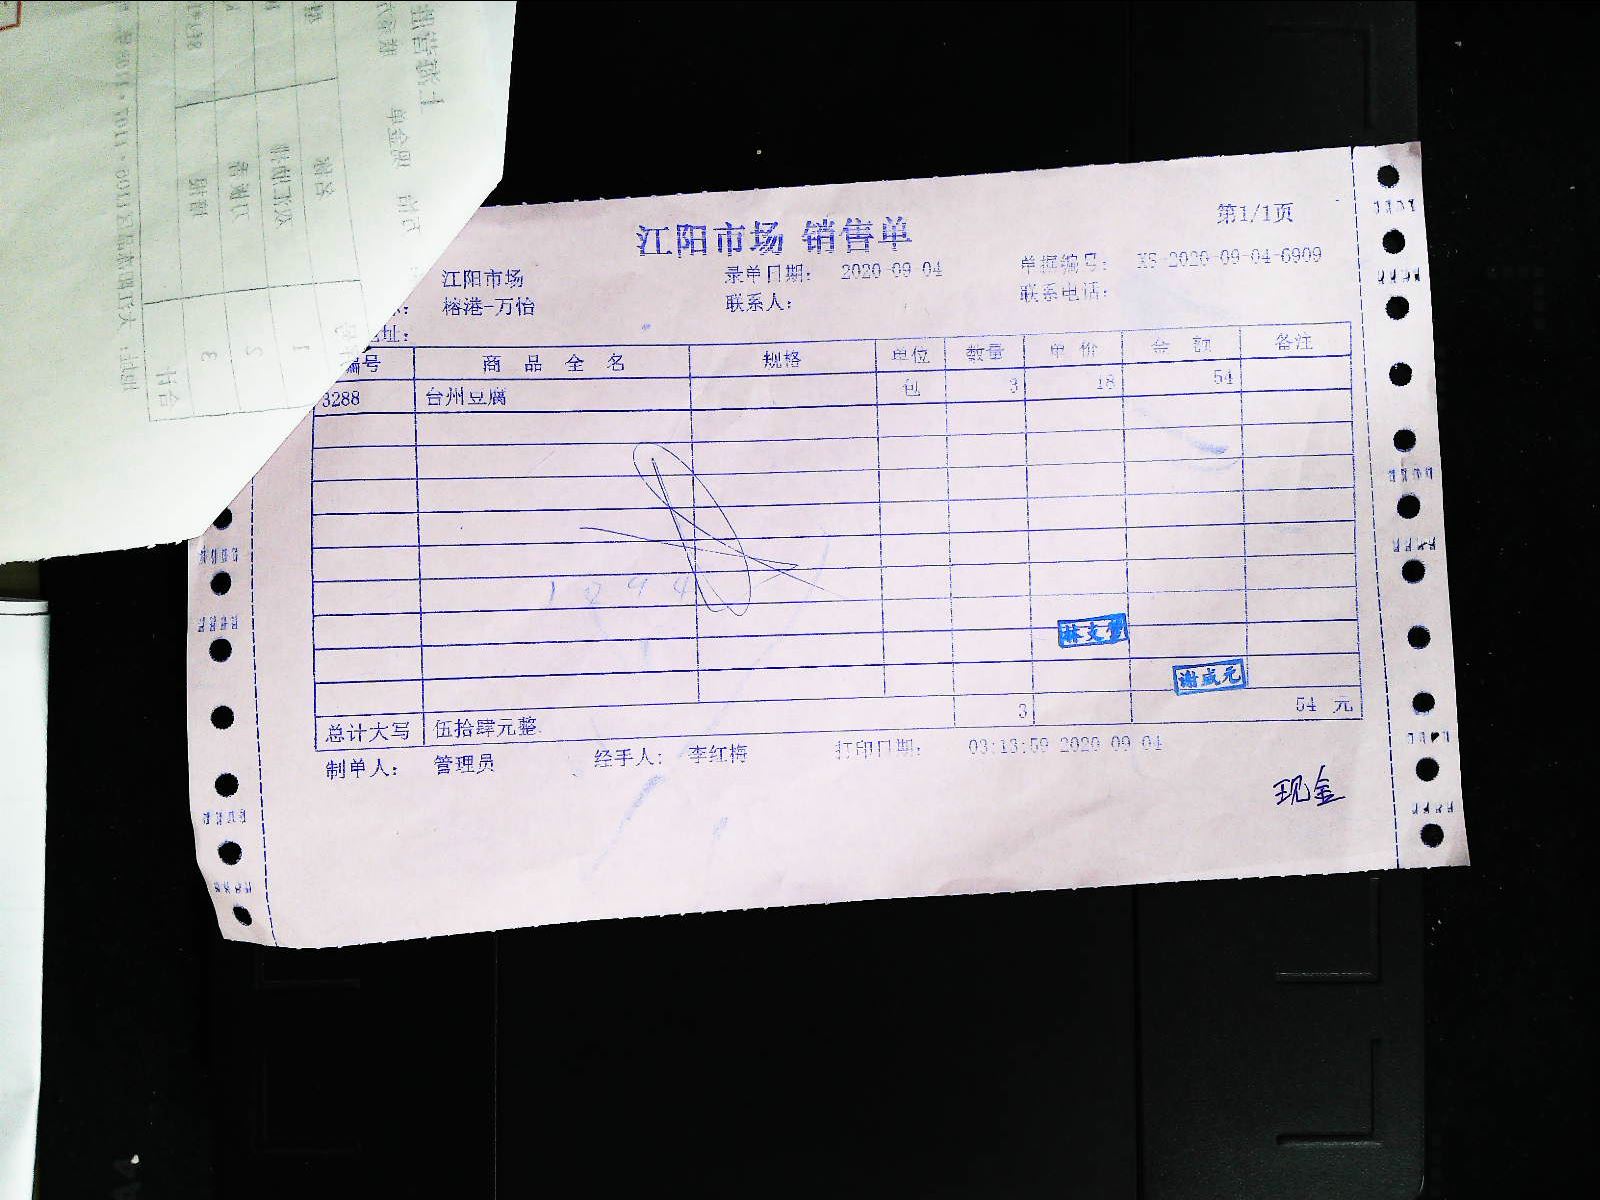 江阳市场 销售单
第1/1页
江阳市场 录单日期： 2020-09-04 单据编号： XS-2020-09-04-6909
榕港-万怡 联系人： 联系电话：
址：
编号 商品全名 规格 单位 数量 单价 金额 备注
3288 台州豆腐 包 3 18 54
谢威元
总计大写 伍拾肆元整 3 54 元
制单人： 管理员 经手人： 李红梅 打印日期： 03:13:59 2020-09-04
现金